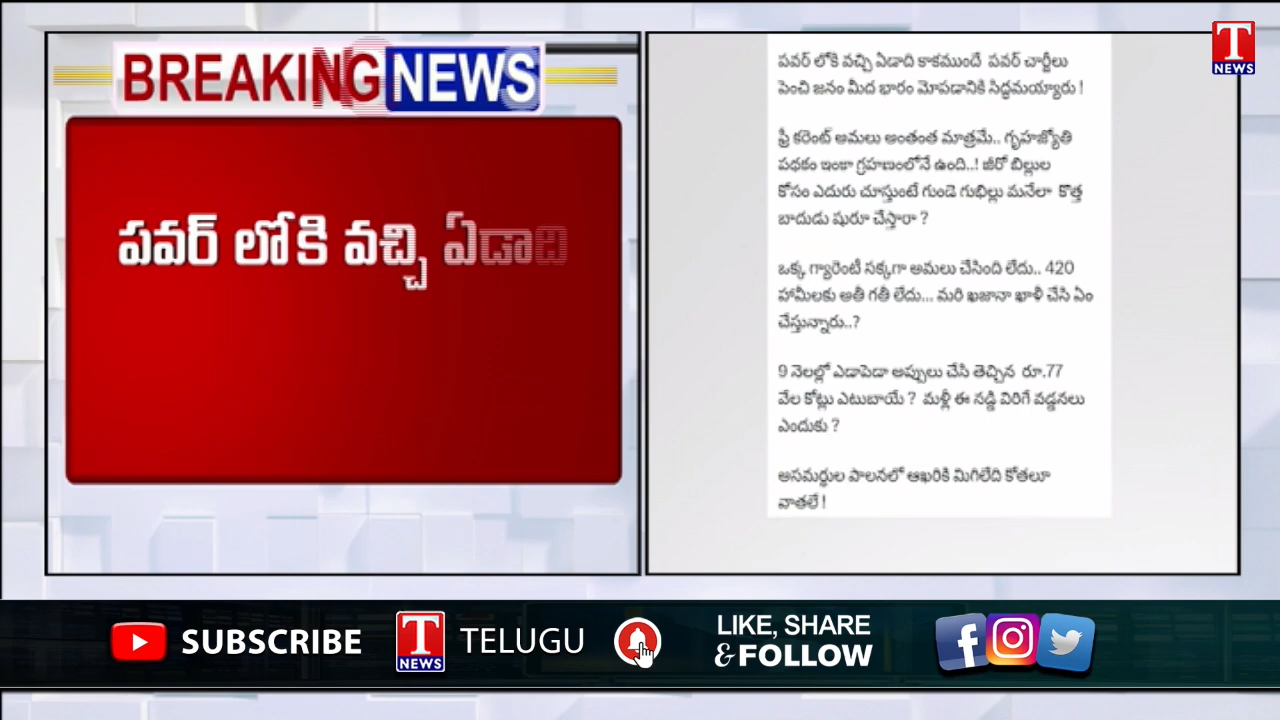 BREAKING NEWS
పవర్ లోకి వచ్చి ఏడాది
పవర్ లోకి వచ్చి ఏడాది కాకముందే పవర్ చార్జీలు
పెంచి జనం మీద భారం మోపడానికి సిద్ధమయ్యారు !
ఫ్రీ కరెంట్ అమలు అంతంత మాత్రమే.. గృహజ్యోతి
పథకం ఇంకా గ్రహణంలోనే ఉంది..! జీరో బిల్లుల
కోసం ఎదురు చూస్తుంటే గుండె గుభిల్లు మనేలా కొత్త
బాదుడు షురూ చేస్తారా ?
ఒక్క గ్యారెంటీ సక్కగా అమలు చేసింది లేదు.. 420
హామీలకు అతీ గతీ లేదు... మరి ఖజానా ఖాళీ చేసి ఏం
చేస్తున్నారు..?
9 నెలల్లో ఎడాపెడా అప్పులు చేసి తెచ్చిన రూ.77
వేల కోట్లు ఎటుబాయే ? మళ్లీ ఈ నడ్డి విరిగే వడ్డనలు
ఎందుకు ?
అసమర్థుల పాలనలో ఆఖరికి మిగిలేది కోతలూ
వాతలే !
T
NEWS
SUBSCRIBE
T
NEWS
TELUGU
LIKE, SHARE
& FOLLOW